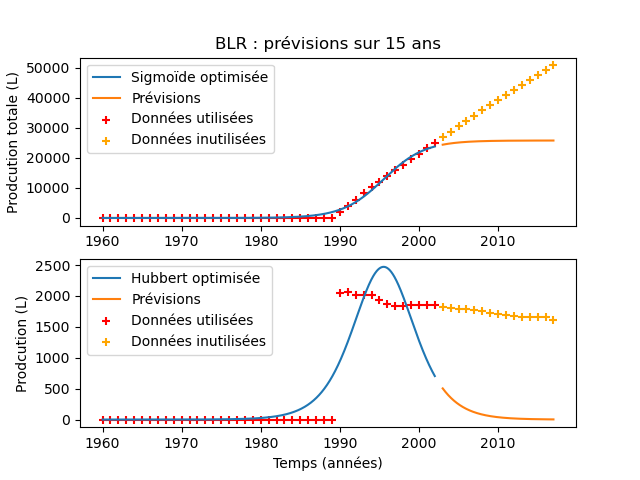 BLR : prévisions sur 15 ans
Prodcution totale (L)
50000
40000
30000
20000
10000
0
Sigmoïde optimisée
Prévisions
Données utilisées
Données inutilisées
1960 1970 1980 1990 2000 2010
Prodcution (L)
2500
2000
1500
1000
500
0
Hubbert optimisée
Prévisions
Données utilisées
Données inutilisées
1960 1970 1980 1990 2000 2010
Temps (années)